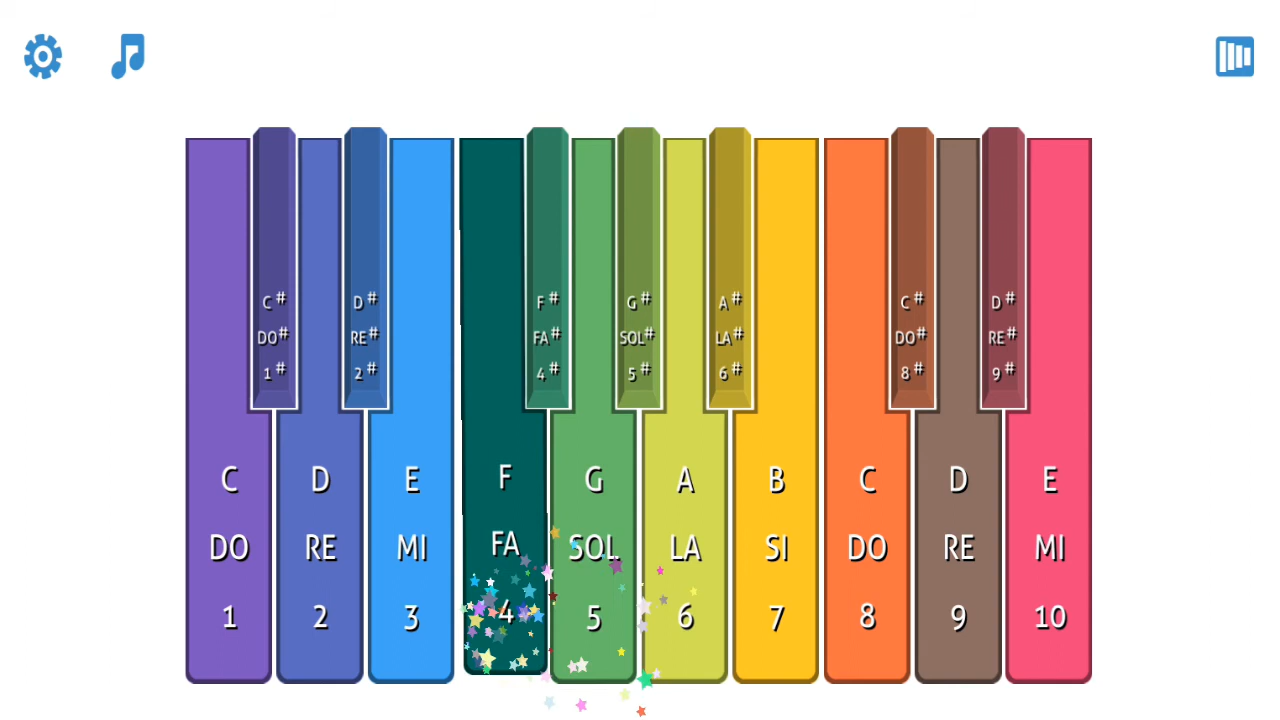 C# D# F# G# A# C# D#
DO# RE# FA# SOL# LA# DO# RE#
1# 2# 4# 5# 6# 8# 9#
C D E F G A B C D E
DO RE MI FA SOL LA SI DO RE MI
1 2 3 4 5 6 7 8 9 10